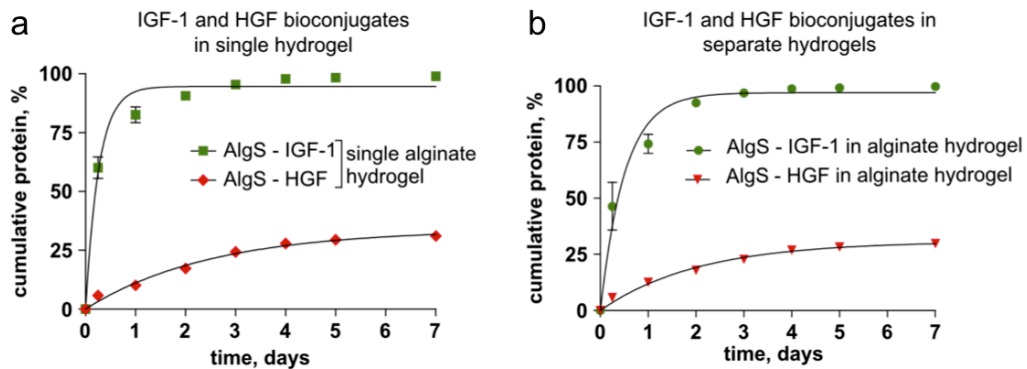 a
IGF-1 and HGF bioconjugates
in single hydrogel
cumulative protein, %
100
75
50
25
0
AlgS - IGF-1
AlgS - HGF
single alginate
hydrogel
0 1 2 3 4 5 6 7
time, days
b
IGF-1 and HGF bioconjugates in
separate hydrogels
cumulative protein, %
100
75
50
25
0
AlgS - IGF-1 in alginate hydrogel
AlgS - HGF in alginate hydrogel
0 1 2 3 4 5 6 7
time, days